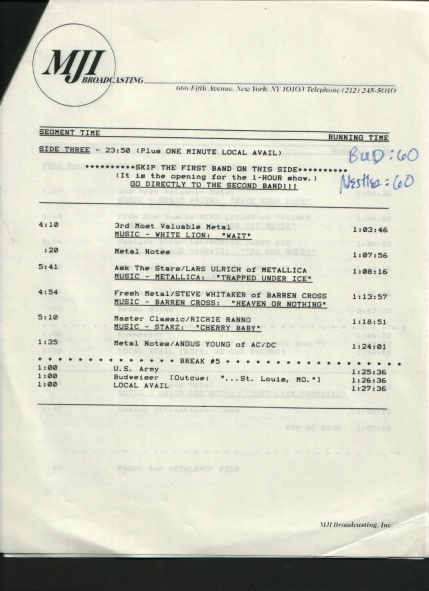 MJI
BROADCASTING
666 Fifth Avenue, New York, NY 10103 Telephone (212) 245-5010
SEGMENT TIME RUNNING TIME
SIDE THREE - 23:50 (Plus ONE MINUTE LOCAL AVAIL)
BUD :60
**********SKIP THE FIRST BAND ON THIS SIDE**********
(It is the opening for the 1-HOUR show.)
GO DIRECTLY TO THE SECOND BAND!!!
Nestles :60
4:10 3rd Most Valuable Metal 1:03:46
MUSIC - WHITE LION: "WAIT"
:20 Metal Notes 1:07:56
5:41 Ask The Stars/LARS ULRICH of METALLICA 1:08:16
MUSIC - METALLICA: "TRAPPED UNDER ICE"
4:54 Fresh Metal/STEVE WHITAKER of BARREN CROSS 1:13:57
MUSIC - BARREN CROSS: "HEAVEN OR NOTHING"
5:10 Master Classic/RICHIE RANNO 1:18:51
MUSIC - STARZ: "CHERRY BABY"
1:35 Metal Notes/ANGUS YOUNG of AC/DC 1:24:01
* * * * * * * * * * * * * * * BREAK #5 * * * * * * * * * * * * * * *
1:00 U.S. Army 1:25:36
1:00 Budweiser [Outcue: "...St. Louis, MO."] 1:26:36
1:00 LOCAL AVAIL 1:27:36
MJI Broadcasting, Inc.